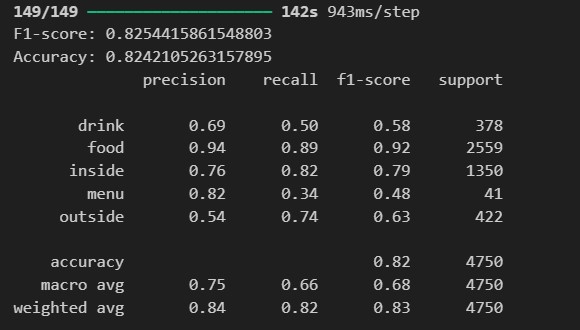 149/149 ━━━━━━━━━━━━━━━━━━━━ 142s 943ms/step
F1-score: 0.8254415861548803
Accuracy: 0.8242105263157895
precision recall f1-score support
drink 0.69 0.50 0.58 378
food 0.94 0.89 0.92 2559
inside 0.76 0.82 0.79 1350
menu 0.82 0.34 0.48 41
outside 0.54 0.74 0.63 422
accuracy 0.82 4750
macro avg 0.75 0.66 0.68 4750
weighted avg 0.84 0.82 0.83 4750